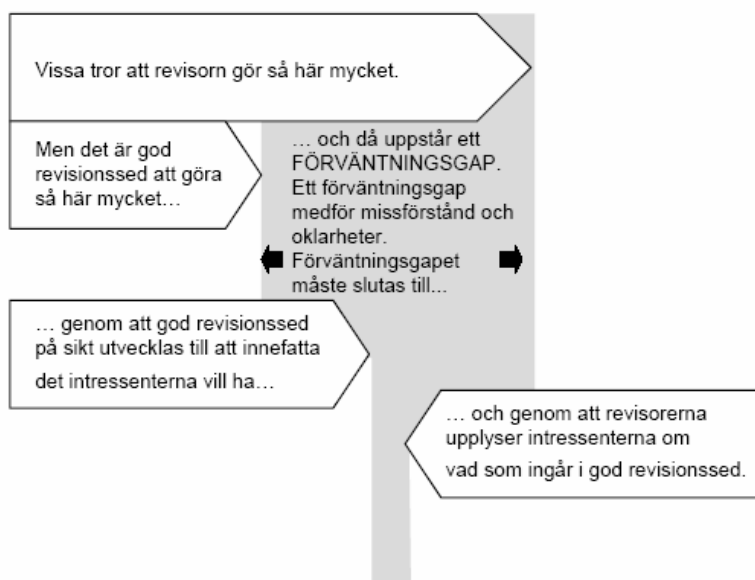 Vissa tror att revisorn gör så här mycket.
Men det är god
revisionssed att göra
så här mycket…
… och då uppstår ett
FÖRVÄNTNINGSGAP.
Ett förväntningsgap
medför missförstånd och
oklarheter.
Förväntningsgapet
måste slutas till...
… genom att god revisionssed
på sikt utvecklas till att innefatta
det intressenterna vill ha…
… och genom att revisorerna
upplyser intressenterna om
vad som ingår i god revisionssed.